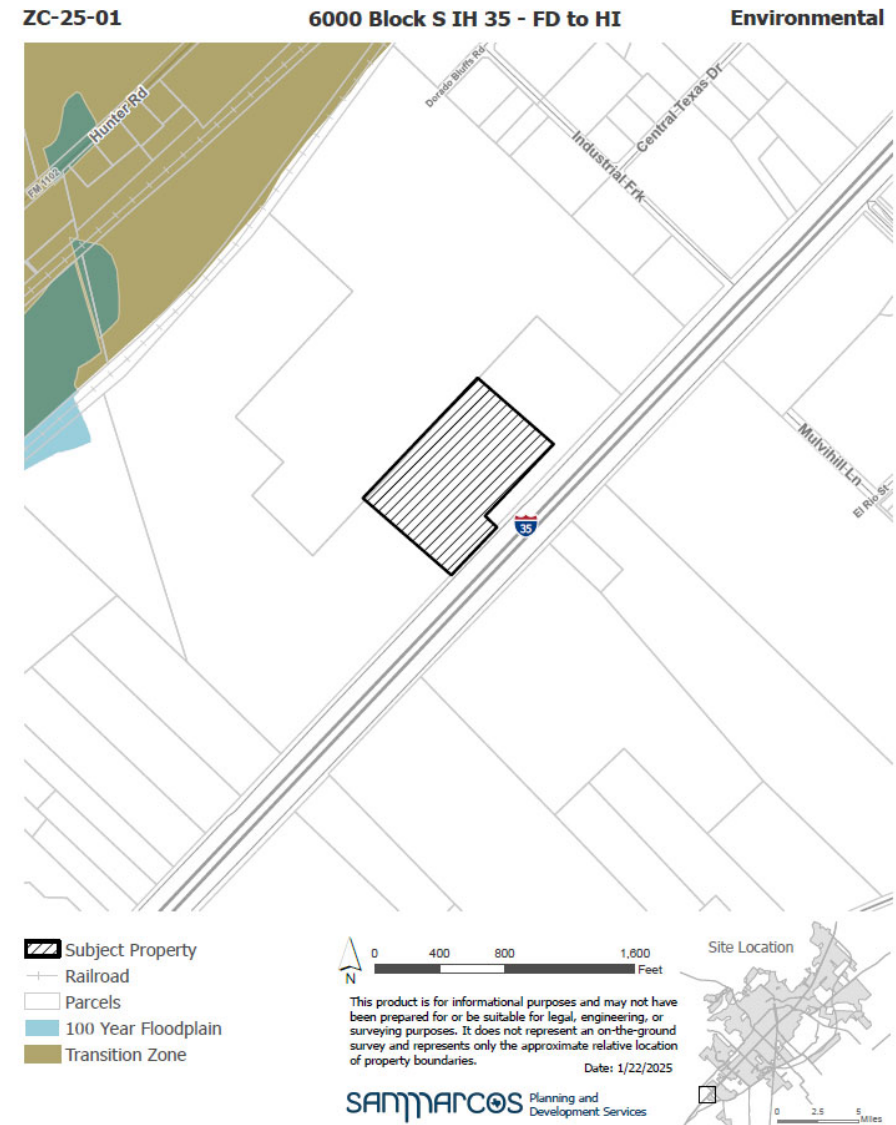 ZC-25-01 6000 Block S IH 35 - FD to HI Environmental
Dorado Bluffs Rd
Central Texas Dr
Hunter Rd
Industrial Frk
FM 1102
Mulvihill Ln
El Rio St
35
Subject Property
Railroad
Parcels
100 Year Floodplain
Transition Zone
N
0 400 800 1,600
Feet
This product is for informational purposes and may not have
been prepared for or be suitable for legal, engineering, or
surveying purposes. It does not represent an on-the-ground
survey and represents only the approximate relative location
of property boundaries.
Date: 1/22/2025
SAN MARCOS Planning and
Development Services
Site Location
0 2.5 5
Miles